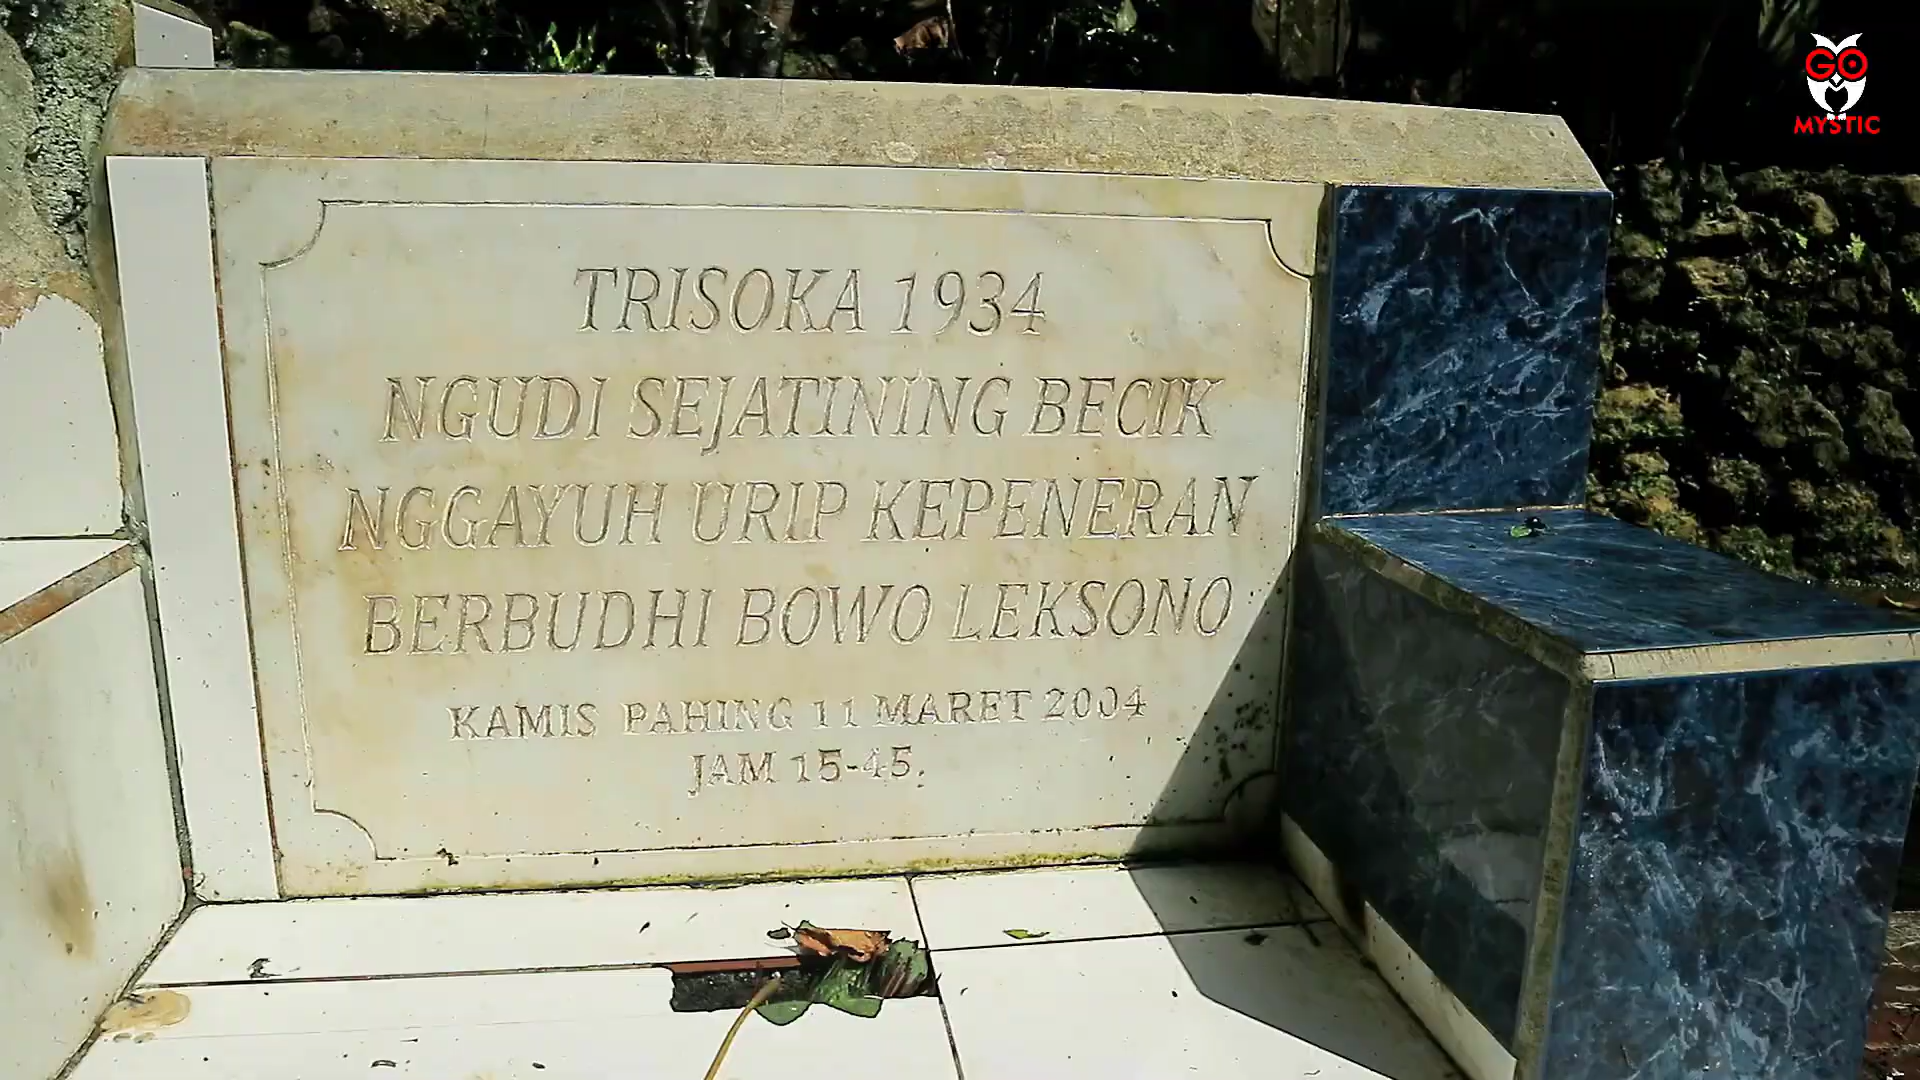 GO
MYSTIC
TRISOKA 1934
NGUDI SEJATINING BECIK
NGGAYUH URIP KEPENERAN
BERBUDHI BOWO LEKSONO
KAMIS PAHING 11 MARET 2004
JAM 15-45.